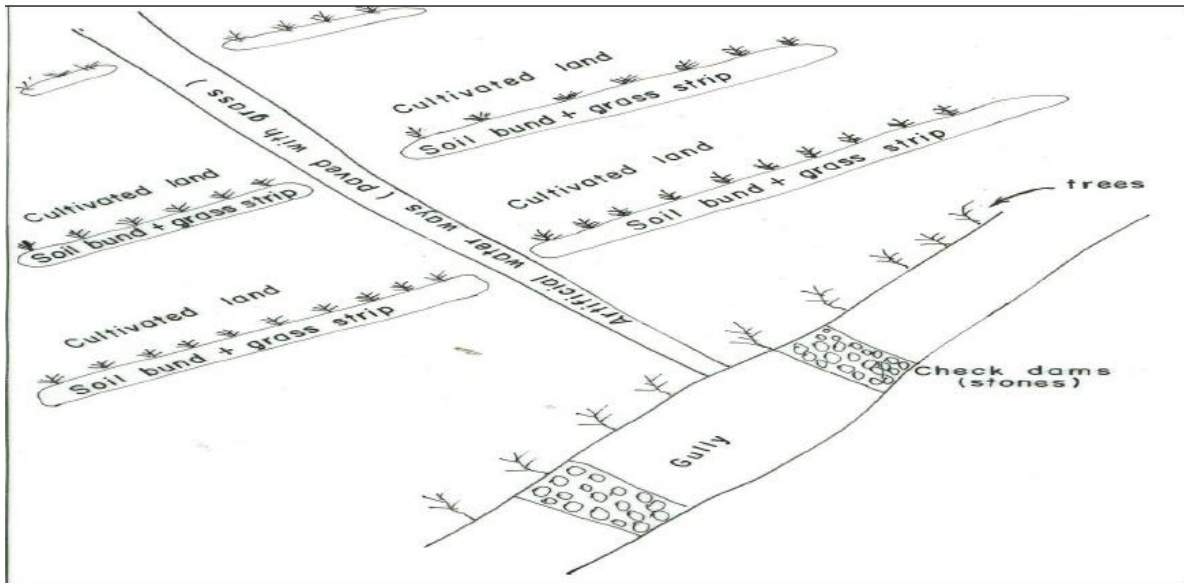 Cultivated land
Soil bund + grass strip
Cultivated land
Soil bund + grass strip
Cultivated land
Soil bund + grass strip
Cultivated land
Soil bund + grass strip
Artificial water ways ( paved with grass )
trees
Check dams
(stones)
Gully